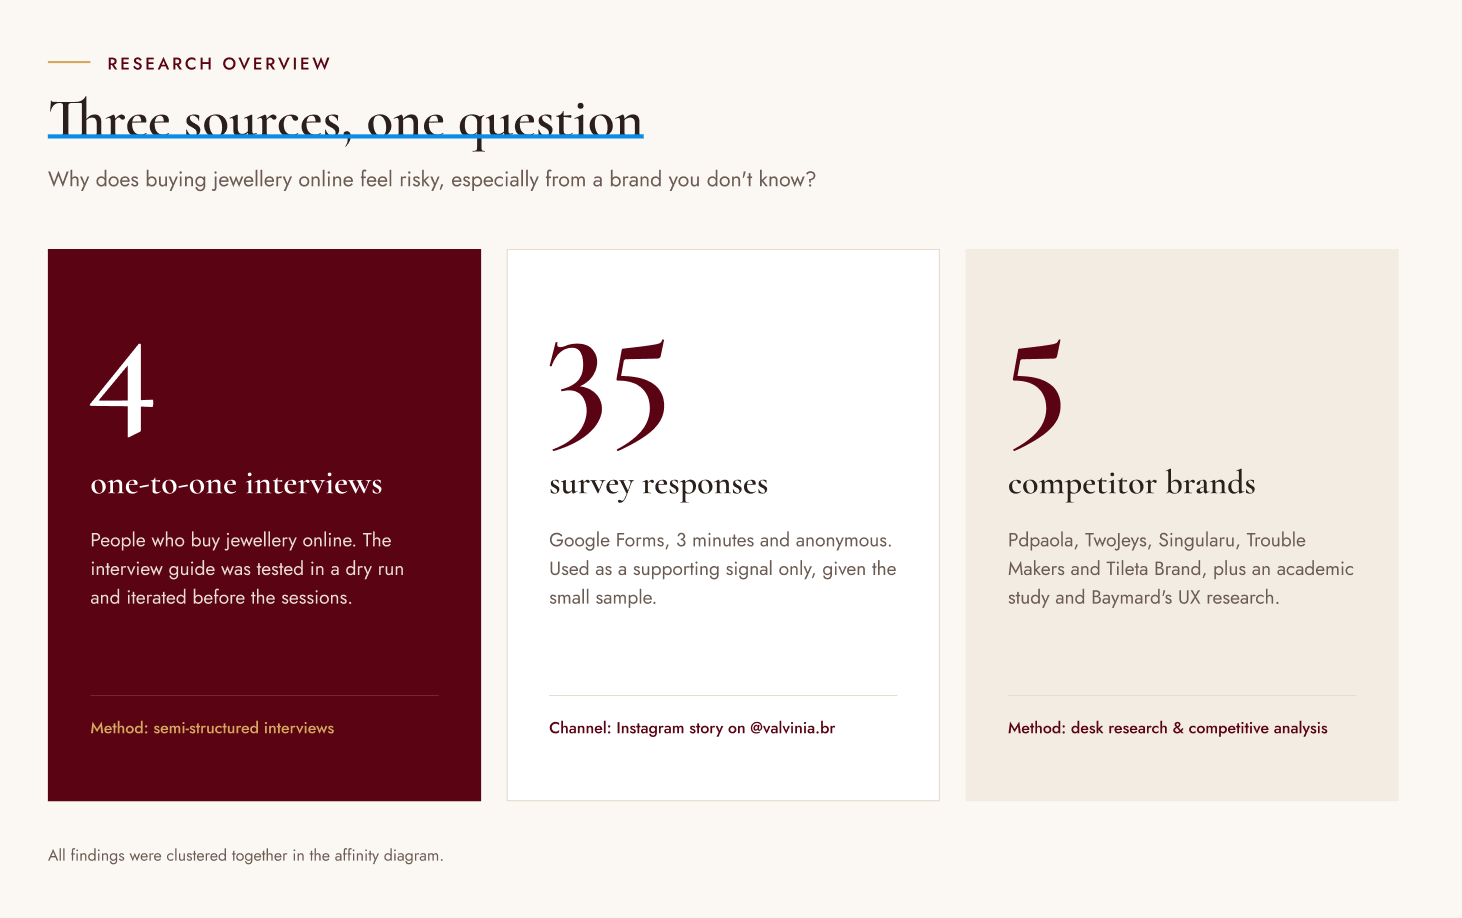 RESEARCH OVERVIEW
Three sources, one question
Why does buying jewellery online feel risky, especially from a brand you don't know?
4
one-to-one interviews
People who buy jewellery online. The
interview guide was tested in a dry run
and iterated before the sessions.
Method: semi-structured interviews
35
survey responses
Google Forms, 3 minutes and anonymous.
Used as a supporting signal only, given the
small sample.
Channel: Instagram story on @valvinia.br
5
competitor brands
Pdpaola, TwoJeys, Singularu, Trouble
Makers and Tileta Brand, plus an academic
study and Baymard's UX research.
Method: desk research & competitive analysis
All findings were clustered together in the affinity diagram.